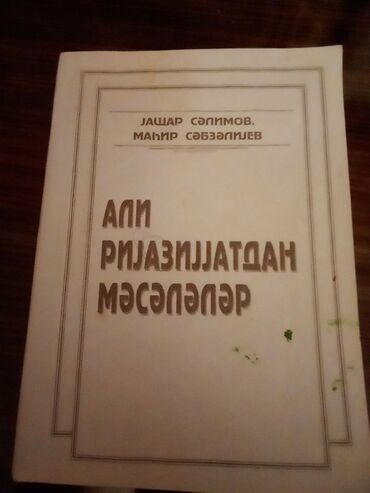 ЈАШАР СӘЛИМОВ.
МАҺИР СӘБЗӘЛИЈЕВ
АЛИ
РИЈАЗИЈЈАТДАН
МӘСӘЛӘЛӘР